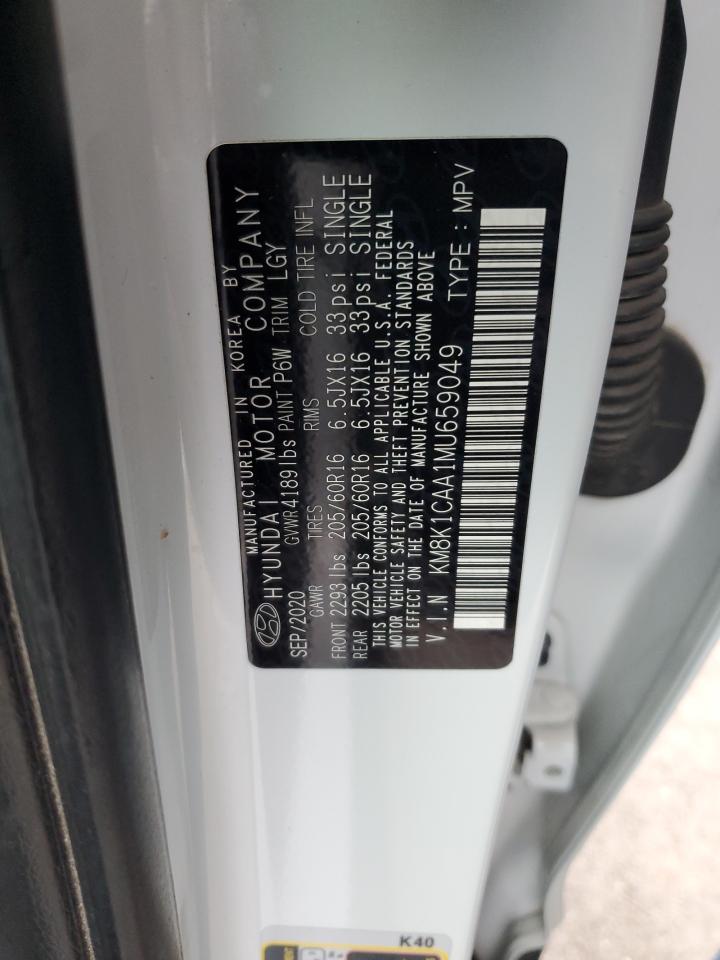 MANUFACTURED IN KOREA BY
HYUNDAI MOTOR COMPANY
SEP/2020 GVWR 4189lbs PAINT P6W TRIM LGY
GAWR TIRES RIMS COLD TIRE INFL
FRONT 2293 lbs 205/60R16 6.5JX16 33psi SINGLE
REAR 2205 lbs 205/60R16 6.5JX16 33psi SINGLE
THIS VEHICLE CONFORMS TO ALL APPLICABLE U.S.A. FEDERAL
MOTOR VEHICLE SAFETY AND THEFT PREVENTION STANDARDS
IN EFFECT ON THE DATE OF MANUFACTURE SHOWN ABOVE
V.I.N KM8K1CAA1MU659049 TYPE : MPV
K40